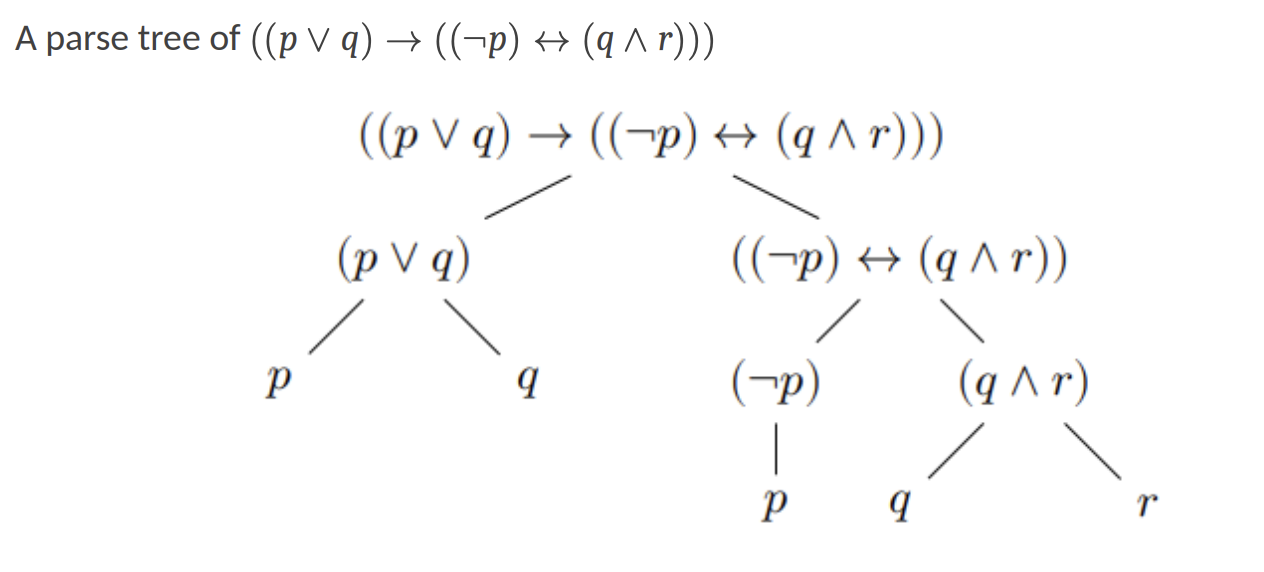 A parse tree of ((p ∨ q) → ((¬p) ↔ (q ∧ r)))
((p ∨ q) → ((¬p) ↔ (q ∧ r)))
(p ∨ q) ((¬p) ↔ (q ∧ r))
p q (¬p) (q ∧ r)
p q r